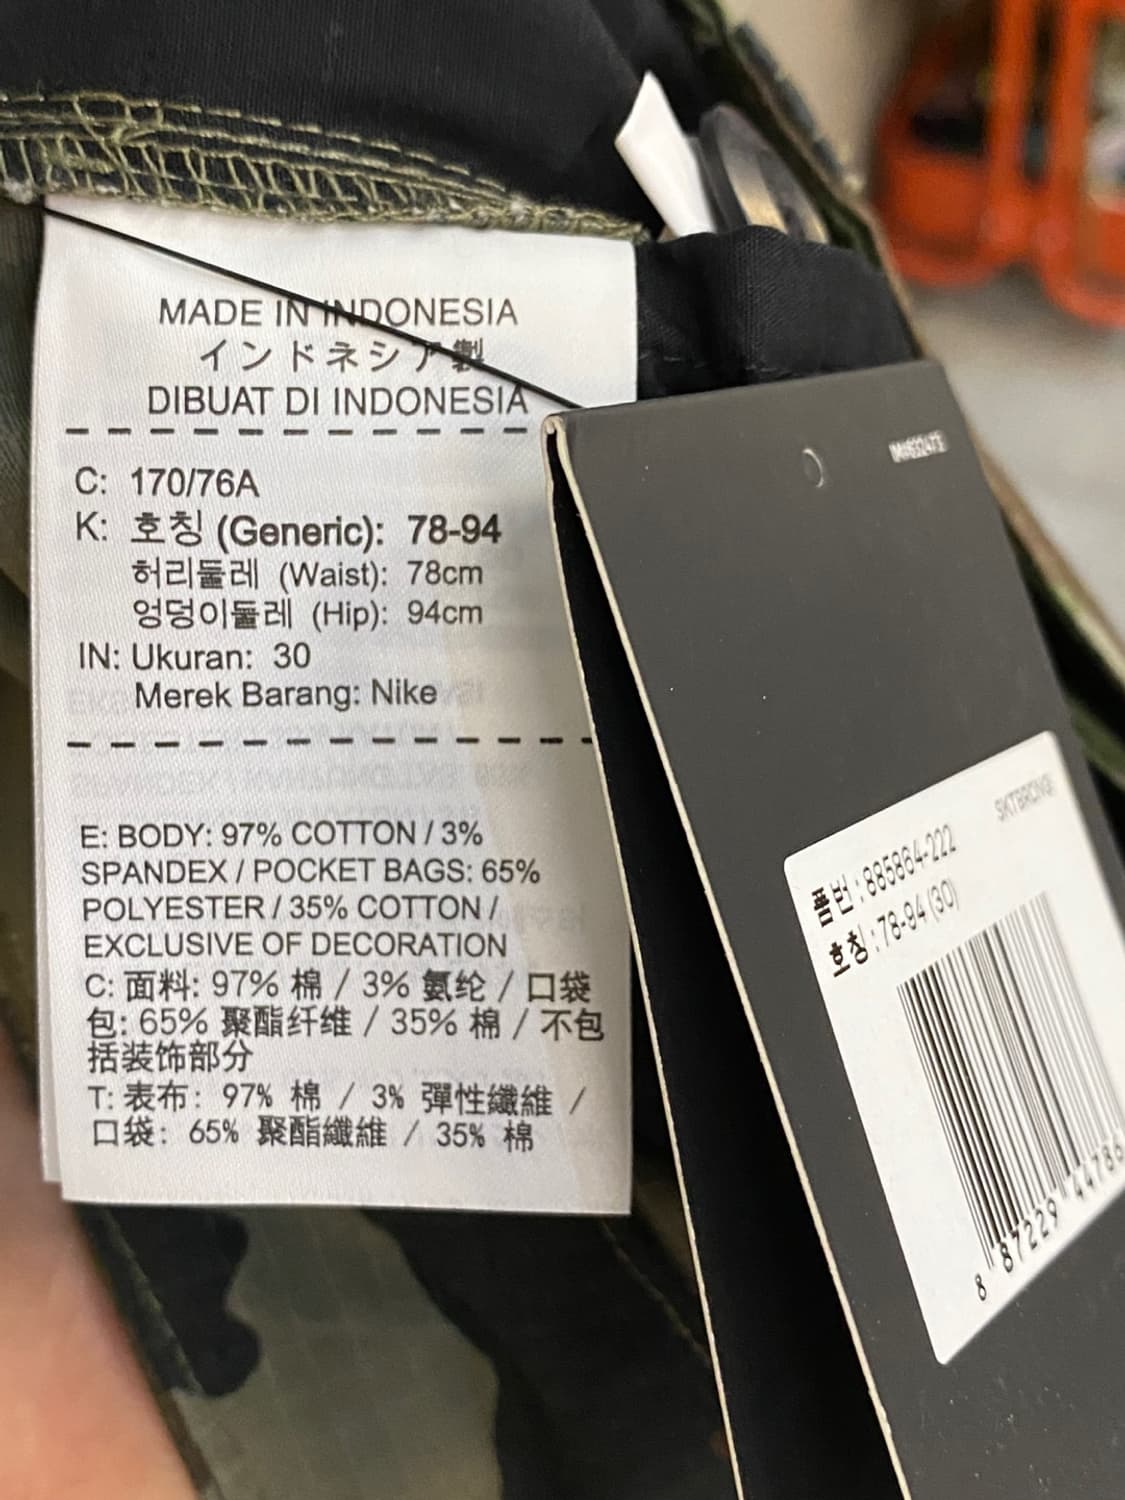 MADE IN INDONESIA
インドネシア製
DIBUAT DI INDONESIA
C: 170/76A
K: 호칭 (Generic): 78-94
허리둘레 (Waist): 78cm
엉덩이둘레 (Hip): 94cm
IN: Ukuran: 30
Merek Barang: Nike
E: BODY: 97% COTTON / 3%
SPANDEX / POCKET BAGS: 65%
POLYESTER / 35% COTTON /
EXCLUSIVE OF DECORATION
C: 面料: 97% 棉 / 3% 氨纶 / 口袋
包: 65% 聚酯纤维 / 35% 棉 / 不包
括装饰部分
T: 表布: 97% 棉 / 3% 彈性纖維 /
口袋: 65% 聚酯纖維 / 35% 棉
품번 : 885864-222
호칭 : 78-94 (30)
8 87229 44786